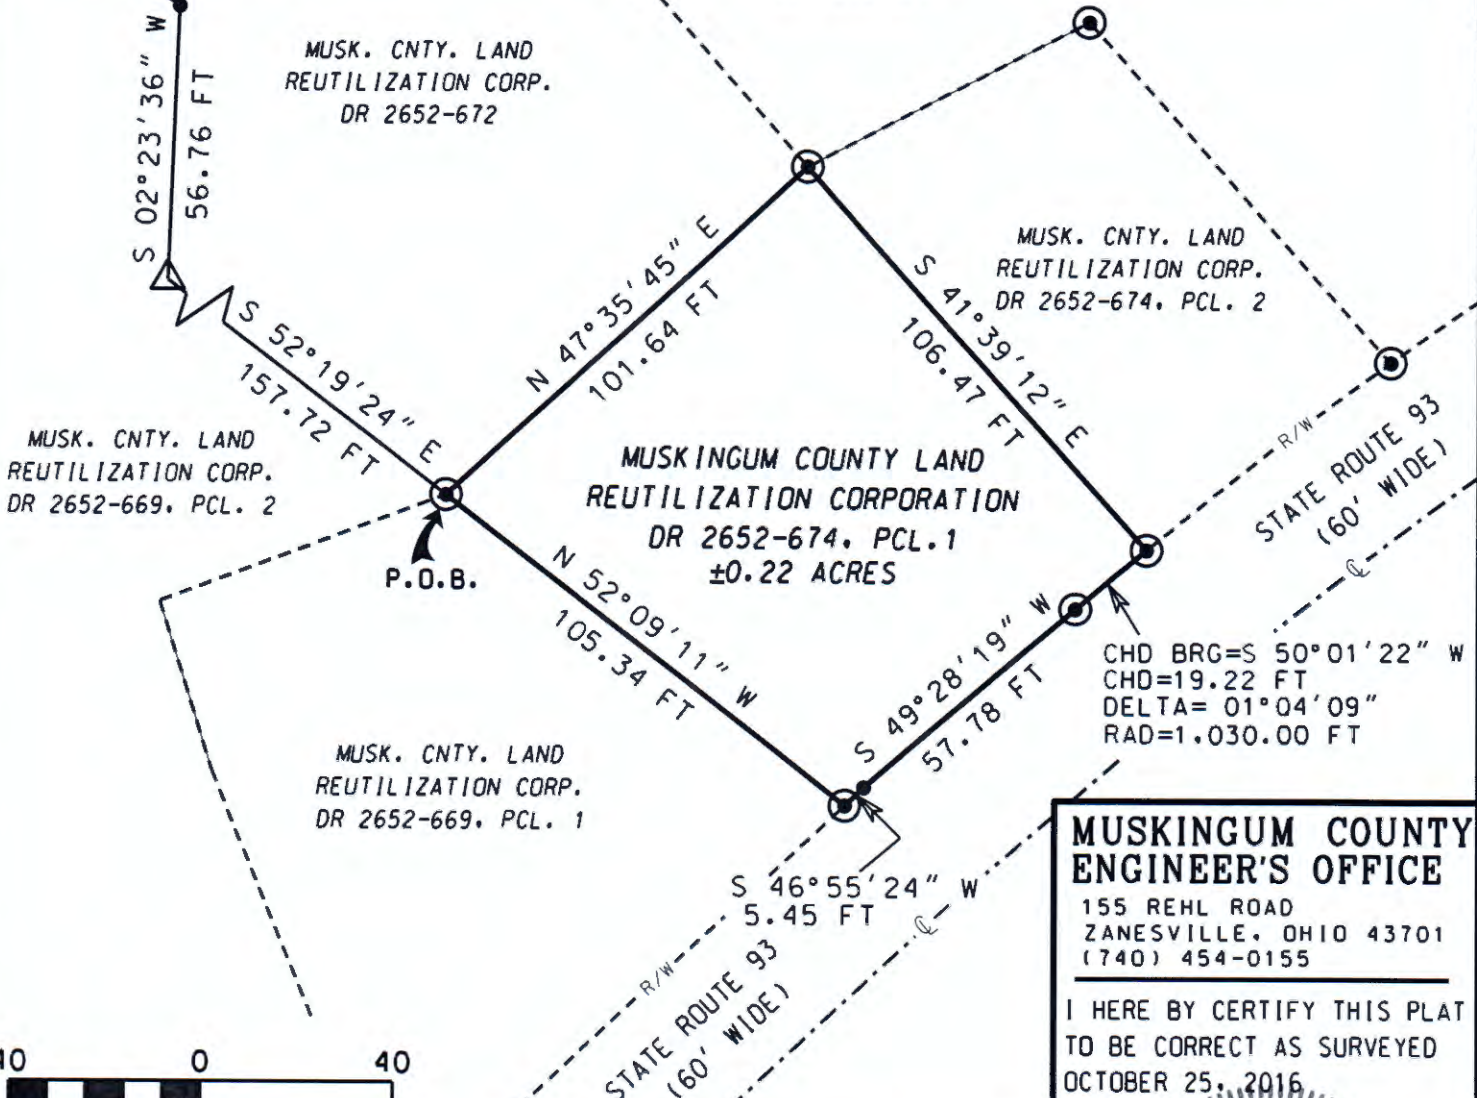 S 02°23'36" W
56.76 FT
MUSK. CNTY. LAND
REUTILIZATION CORP.
DR 2652-672
S 52°19'24" E
157.72 FT
N 47°35'45" E
101.64 FT
S 41°39'12" E
106.47 FT
MUSK. CNTY. LAND
REUTILIZATION CORP.
DR 2652-674, PCL. 2
MUSK. CNTY. LAND
REUTILIZATION CORP.
DR 2652-669, PCL. 2
P.O.B.
MUSKINGUM COUNTY LAND
REUTILIZATION CORPORATION
DR 2652-674, PCL.1
±0.22 ACRES
R/W
STATE ROUTE 93
(60' WIDE)
℄
N 52°09'11" W
105.34 FT
S 49°28'19" W
57.78 FT
CHD BRG=S 50°01'22" W
CHD=19.22 FT
DELTA= 01°04'09"
RAD=1,030.00 FT
MUSK. CNTY. LAND
REUTILIZATION CORP.
DR 2652-669, PCL. 1
S 46°55'24" W
5.45 FT
℄
R/W
STATE ROUTE 93
(60' WIDE)
MUSKINGUM COUNTY
ENGINEER'S OFFICE
155 REHL ROAD
ZANESVILLE, OHIO 43701
(740) 454-0155
I HERE BY CERTIFY THIS PLAT
TO BE CORRECT AS SURVEYED
OCTOBER 25, 2016
40 0 40